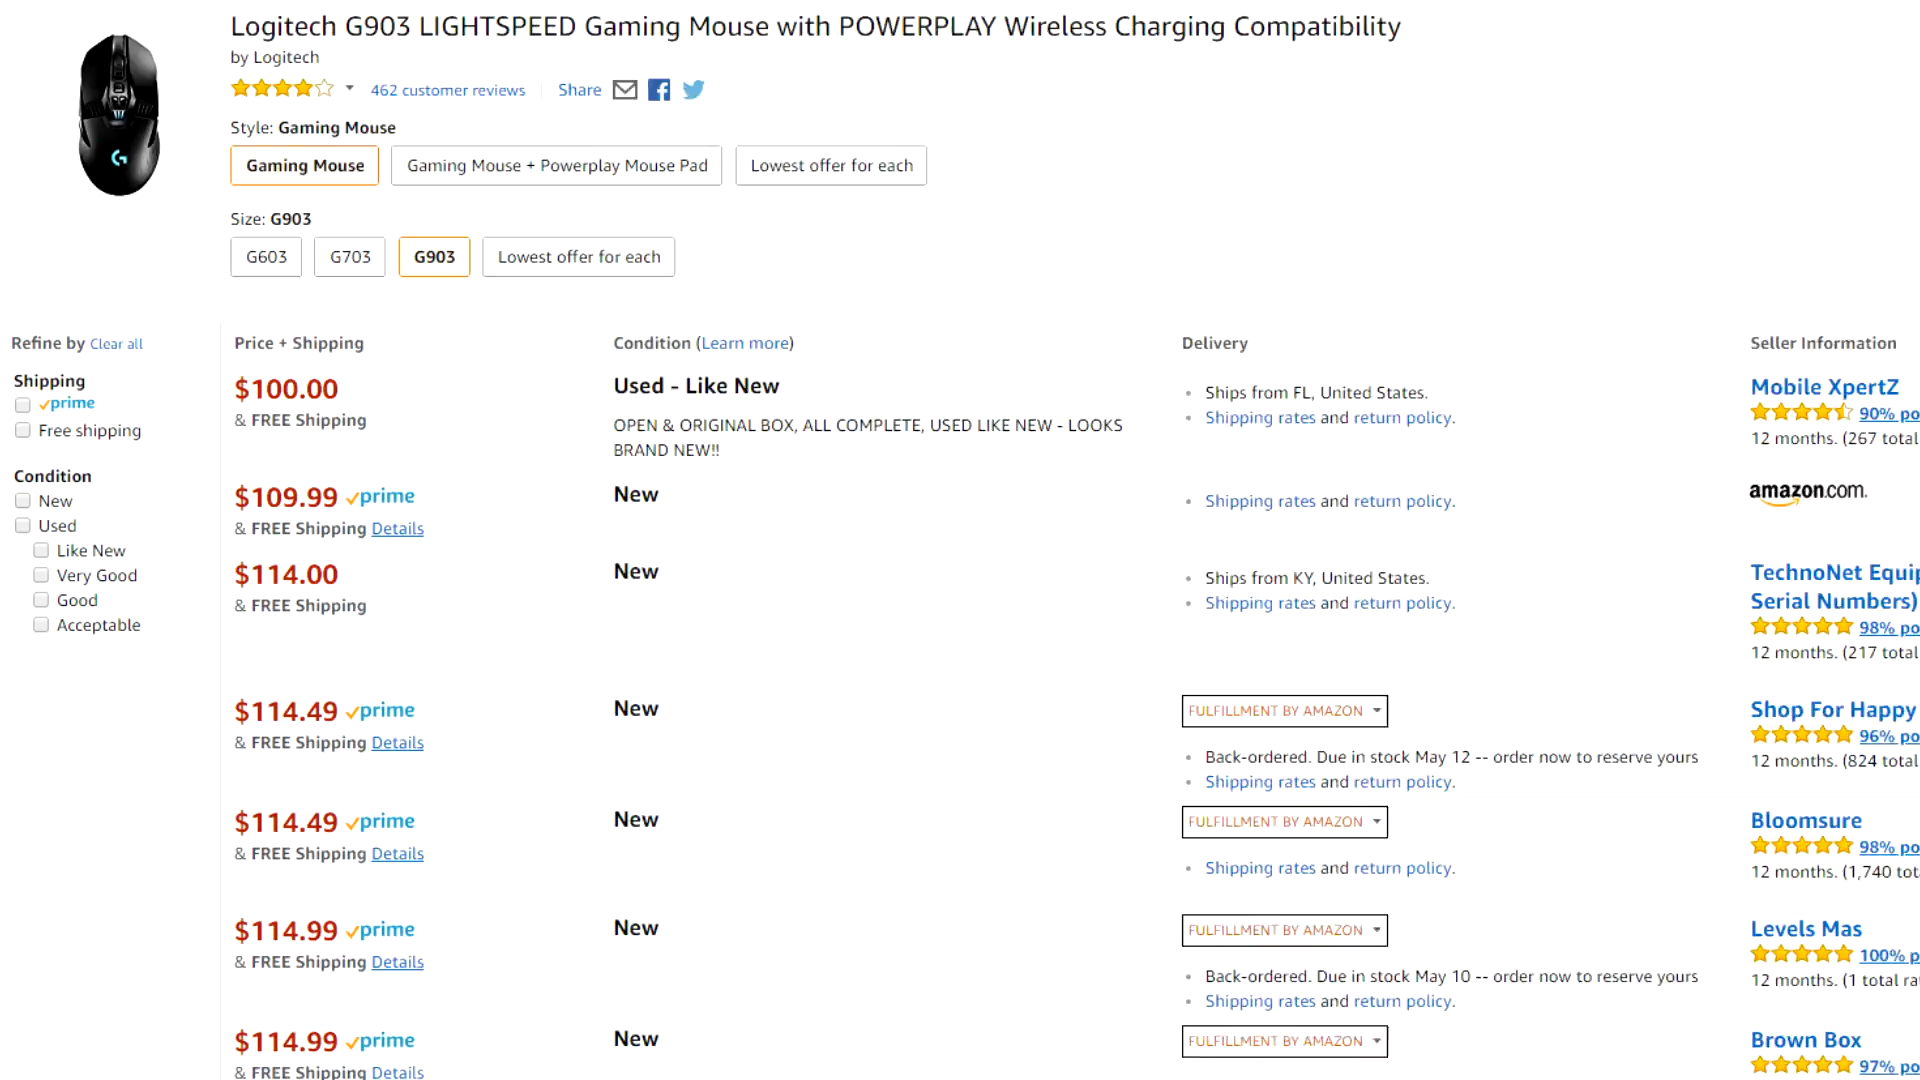 Logitech G903 LIGHTSPEED Gaming Mouse with POWERPLAY Wireless Charging Compatibility
by Logitech
462 customer reviews Share
Style: Gaming Mouse
Gaming Mouse Gaming Mouse + Powerplay Mouse Pad Lowest offer for each
Size: G903
G603 G703 G903 Lowest offer for each
Refine by Clear all
Shipping
prime
Free shipping
Condition
New
Used
Like New
Very Good
Good
Acceptable
Price + Shipping Condition (Learn more) Delivery Seller Information
$100.00
& FREE Shipping
Used - Like New
OPEN & ORIGINAL BOX, ALL COMPLETE, USED LIKE NEW - LOOKS
BRAND NEW!!
Ships from FL, United States.
Shipping rates and return policy.
Mobile XpertZ
90% po
12 months. (267 total
$109.99 prime
& FREE Shipping Details
New
Shipping rates and return policy.
amazon.com.
$114.00
& FREE Shipping
New
Ships from KY, United States.
Shipping rates and return policy.
TechnoNet Equip
Serial Numbers)
98% po
12 months. (217 total
$114.49 prime
& FREE Shipping Details
New
FULFILLMENT BY AMAZON
Back-ordered. Due in stock May 12 -- order now to reserve yours
Shipping rates and return policy.
Shop For Happy
96% po
12 months. (824 total
$114.49 prime
& FREE Shipping Details
New
FULFILLMENT BY AMAZON
Shipping rates and return policy.
Bloomsure
98% po
12 months. (1,740 tot
$114.99 prime
& FREE Shipping Details
New
FULFILLMENT BY AMAZON
Back-ordered. Due in stock May 10 -- order now to reserve yours
Shipping rates and return policy.
Levels Mas
100% p
12 months. (1 total ra
$114.99 prime
& FREE Shipping Details
New
FULFILLMENT BY AMAZON
Brown Box
97% po